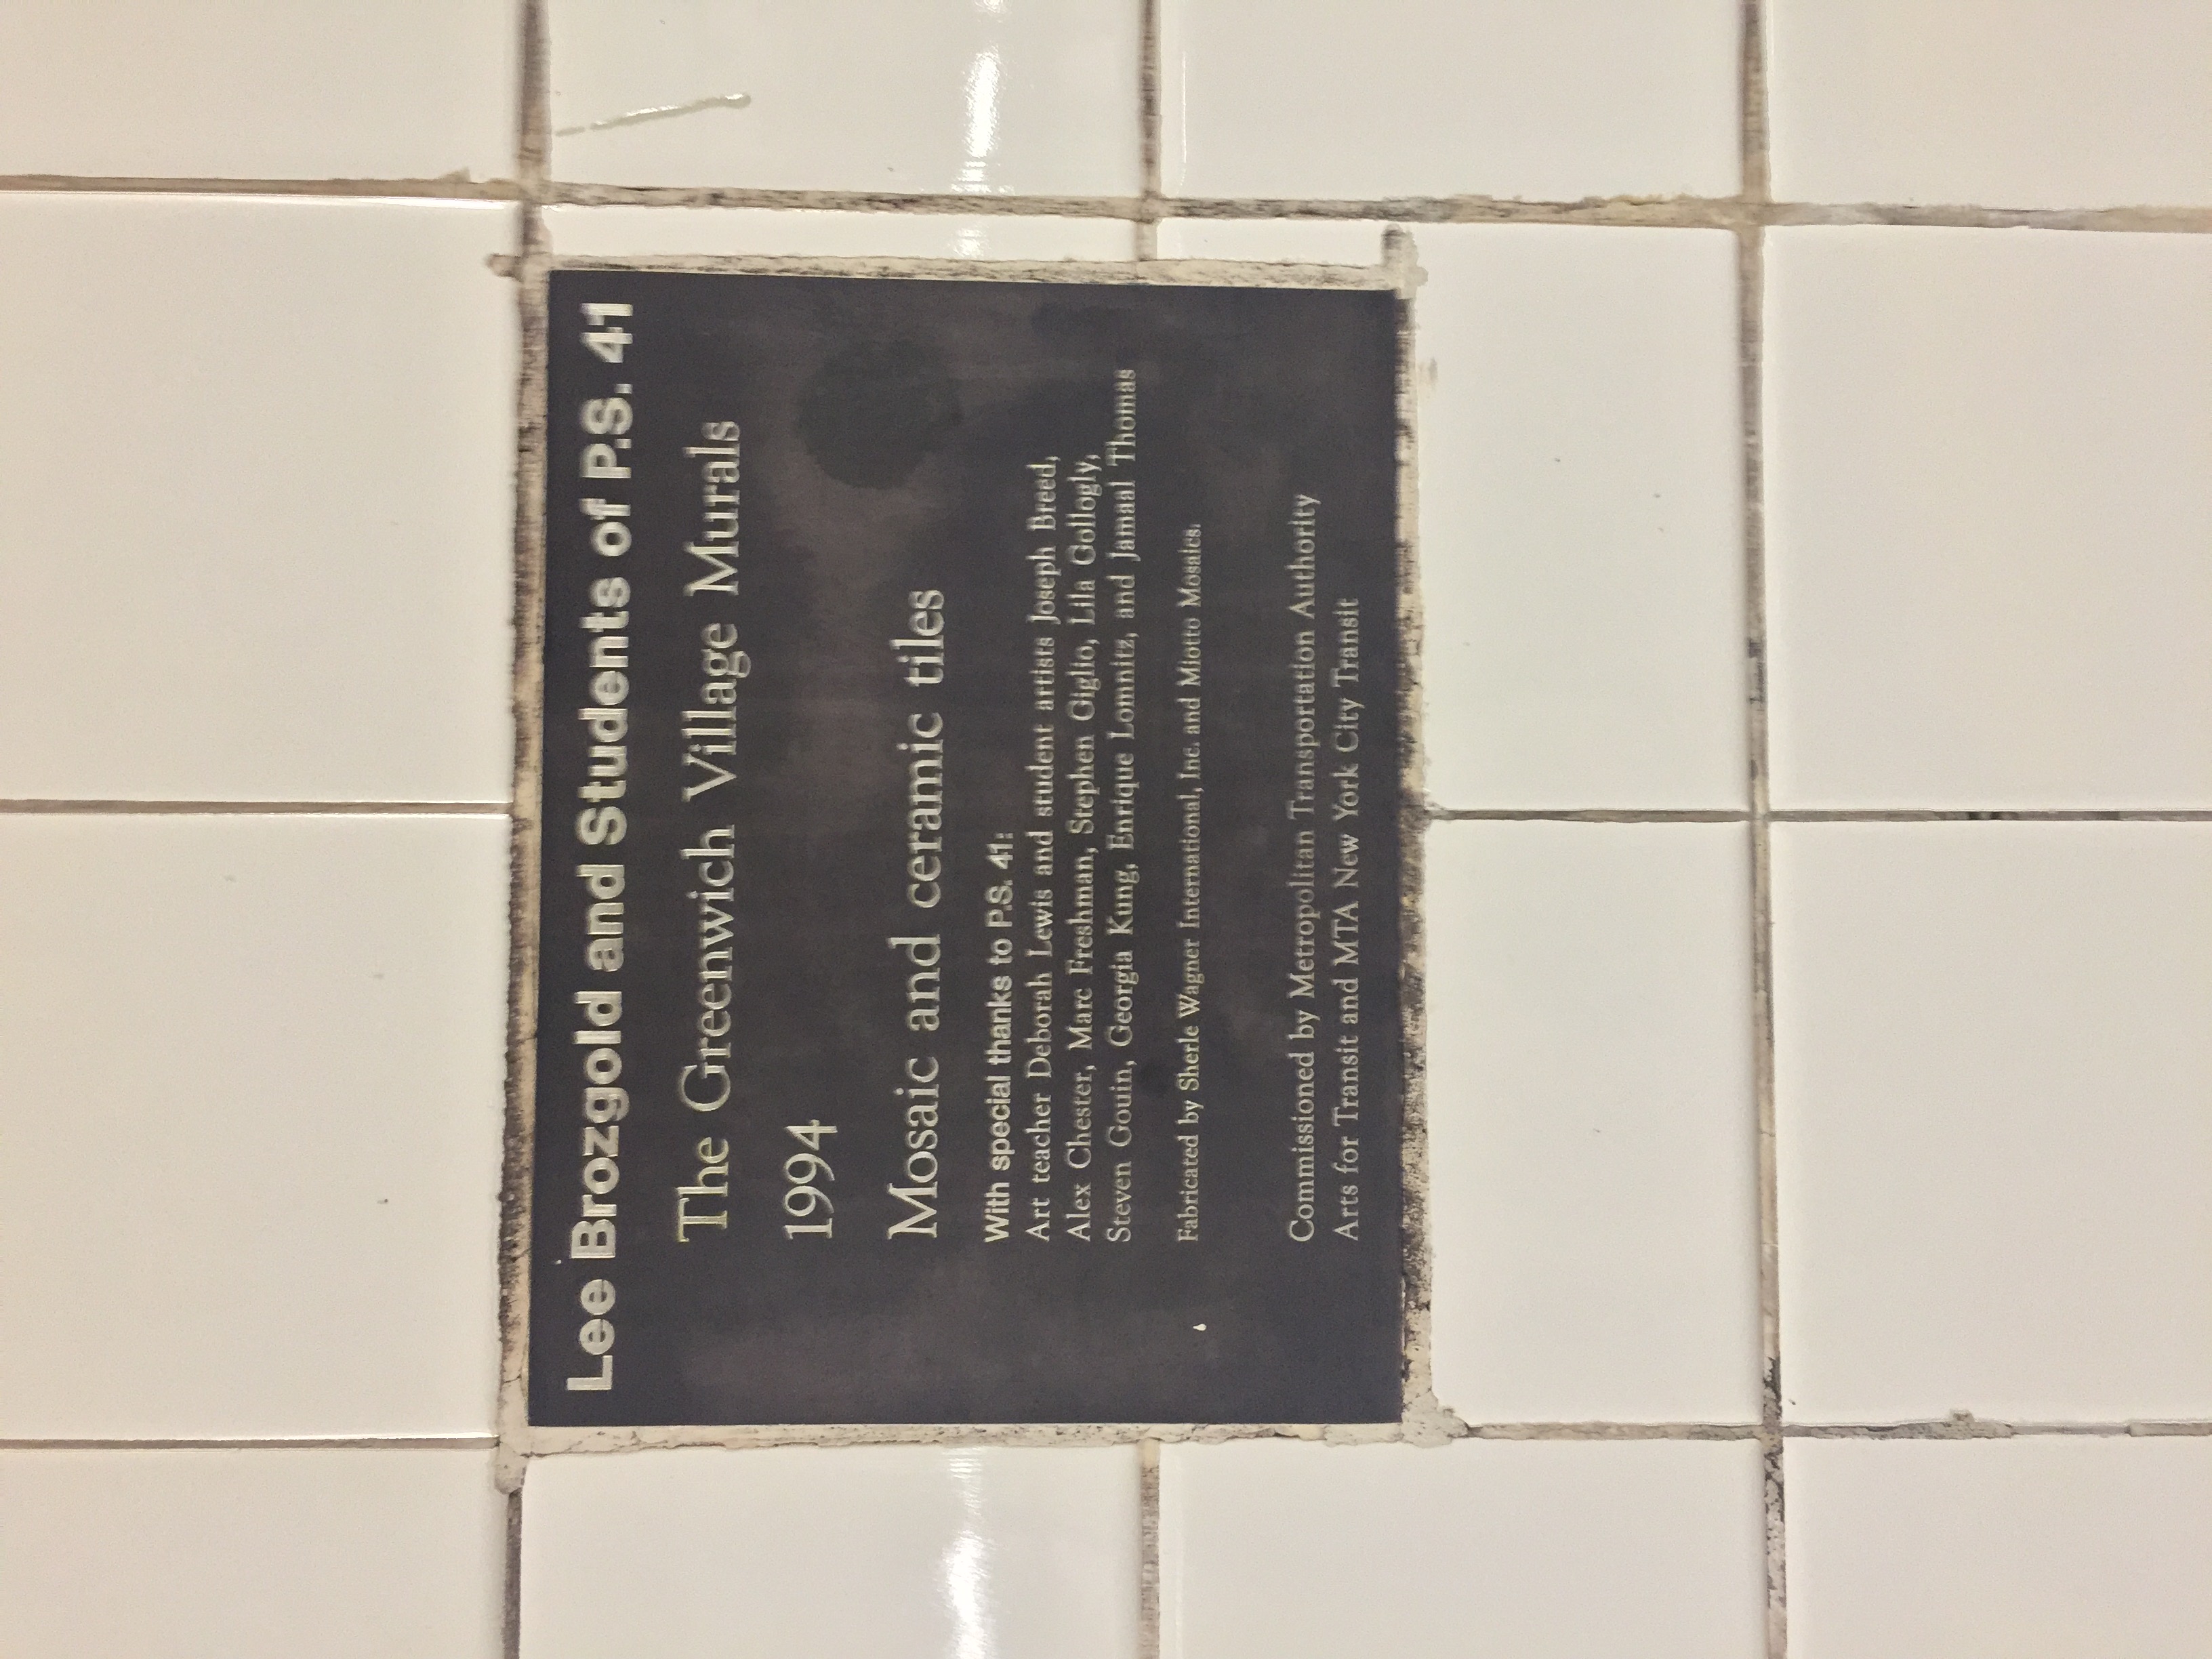 Lee Brozgold and Students of P.S. 41
The Greenwich Village Murals
1994
Mosaic and ceramic tiles
With special thanks to P.S. 41:
Art teacher Deborah Lewis and student artists Joseph Breed,
Alex Chester, Marc Freshman, Stephen Giglio, Lila Gollogly,
Steven Gouin, Georgia Kung, Enrique Lomnitz, and Jamaal Thomas
Fabricated by Sherle Wagner International, Inc. and Miotto Mosaics.
Commissioned by Metropolitan Transportation Authority
Arts for Transit and MTA New York City Transit